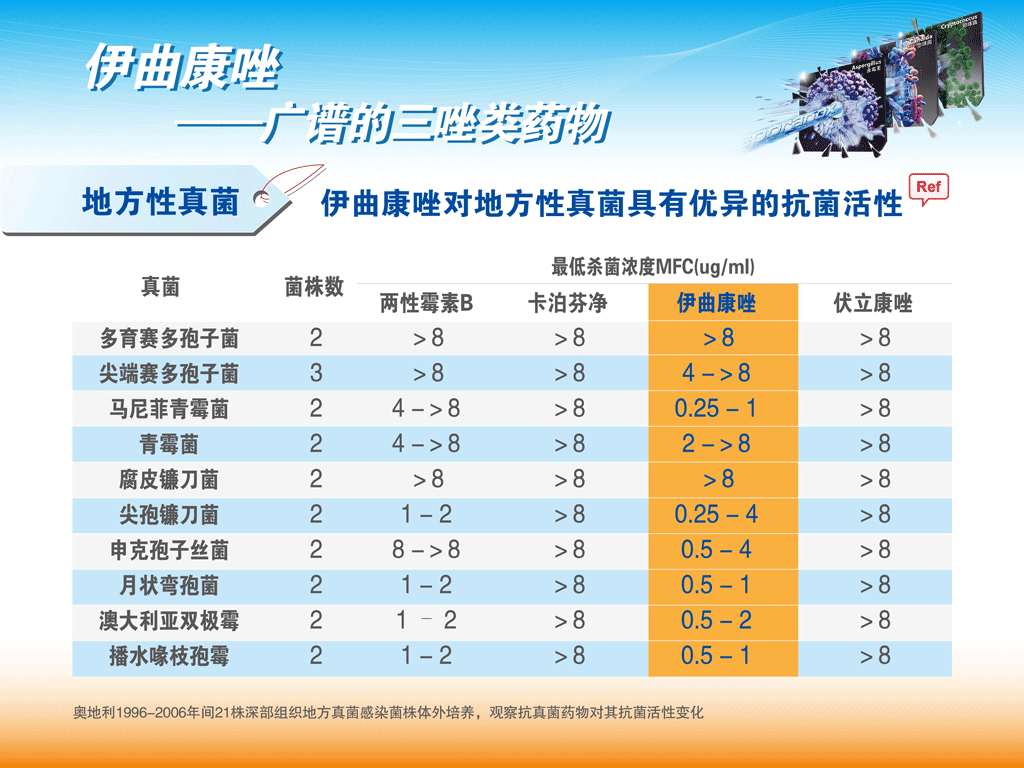 伊曲康唑
——广谱的三唑类药物
Aspergillus
Candida
Cryptococcus
地方性真菌
伊曲康唑对地方性真菌具有优异的抗菌活性
Ref
真菌 菌株数 最低杀菌浓度MFC(ug/ml)
两性霉素B 卡泊芬净 伊曲康唑 伏立康唑
多育赛多孢子菌 2 >8 >8 >8 >8
尖端赛多孢子菌 3 >8 >8 4 – >8 >8
马尼菲青霉菌 2 4 – >8 >8 0.25 – 1 >8
青霉菌 2 4 – >8 >8 2 – >8 >8
腐皮镰刀菌 2 >8 >8 >8 >8
尖孢镰刀菌 2 1 – 2 >8 0.25 – 4 >8
申克孢子丝菌 2 8 – >8 >8 0.5 – 4 >8
月状弯孢菌 2 1 – 2 >8 0.5 – 1 >8
澳大利亚双极霉 2 1 – 2 >8 0.5 – 2 >8
播水喙枝孢霉 2 1 – 2 >8 0.5 – 1 >8
奥地利1996–2006年间21株深部组织地方真菌感染菌株体外培养，观察抗真菌药物对其抗菌活性变化